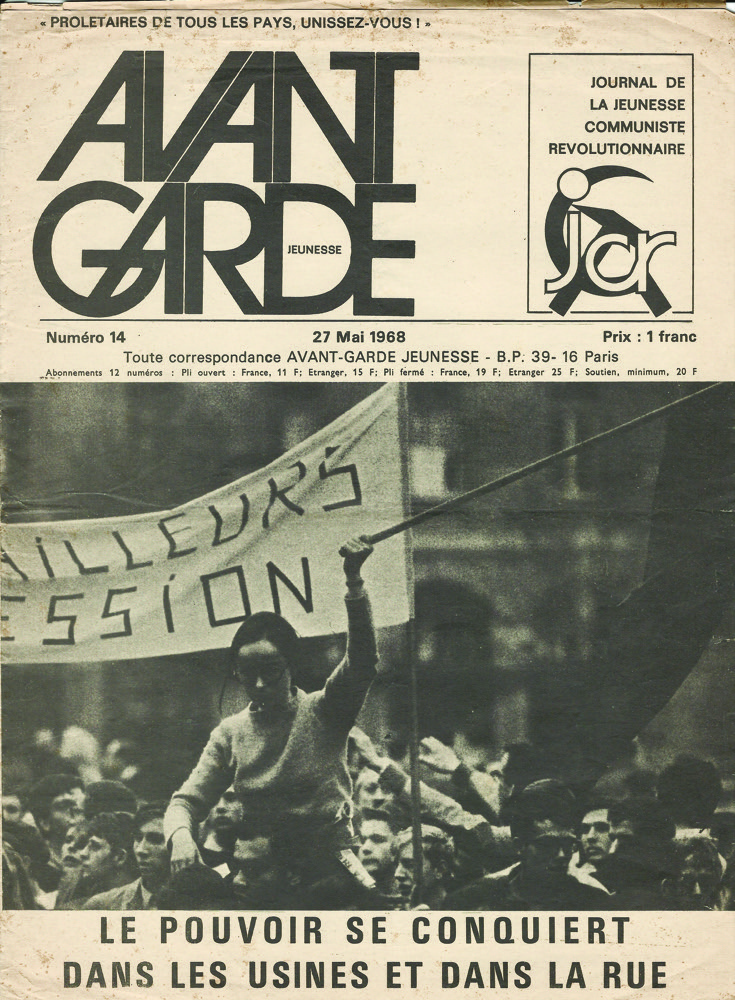 « PROLETAIRES DE TOUS LES PAYS, UNISSEZ-VOUS ! »
AVANT
GARDE
JEUNESSE
JOURNAL DE
LA JEUNESSE
COMMUNISTE
REVOLUTIONNAIRE
jcr
Numéro 14
27 Mai 1968
Prix : 1 franc
Toute correspondance AVANT-GARDE JEUNESSE - B.P. 39- 16 Paris
Abonnements 12 numéros : Pli ouvert : France, 11 F; Etranger, 15 F; Pli fermé : France, 19 F; Etranger 25 F; Soutien, minimum, 20 F
AILLEURS
ESSION
LE POUVOIR SE CONQUIERT
DANS LES USINES ET DANS LA RUE